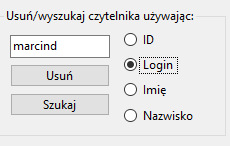 Usuń/wyszukaj czytelnika używając:
marcind
Usuń
Szukaj
ID
Login
Imię
Nazwisko